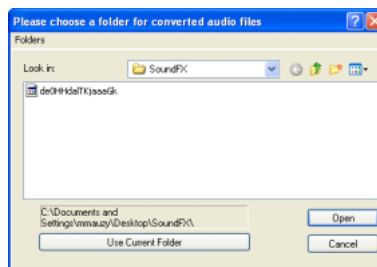 Please choose a folder for converted audio files
Folders
Look in:
SoundFX
C:\Documents and
Settings\mmauzy\Desktop\SoundFX\
Open
Use Current Folder
Cancel